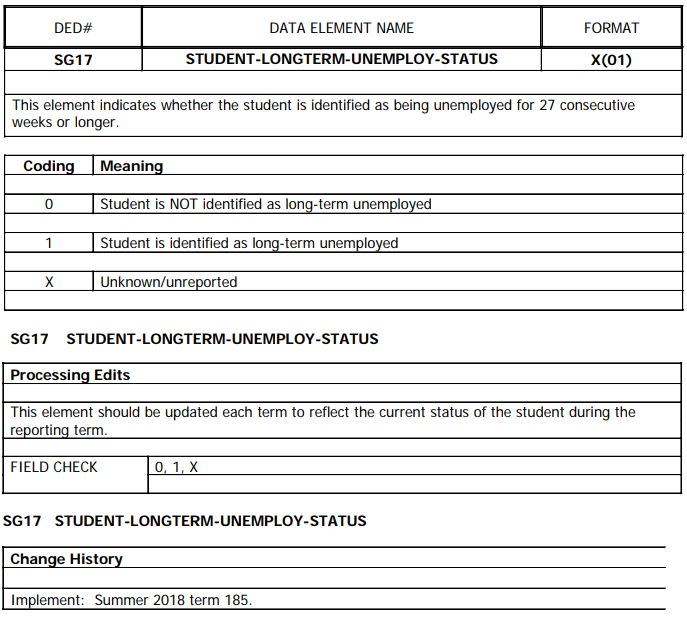 DED# DATA ELEMENT NAME FORMAT
SG17 STUDENT-LONGTERM-UNEMPLOY-STATUS X(01)
This element indicates whether the student is identified as being unemployed for 27 consecutive
weeks or longer.
Coding Meaning
0 Student is NOT identified as long-term unemployed
1 Student is identified as long-term unemployed
X Unknown/unreported
SG17 STUDENT-LONGTERM-UNEMPLOY-STATUS
Processing Edits
This element should be updated each term to reflect the current status of the student during the
reporting term.
FIELD CHECK 0, 1, X
SG17 STUDENT-LONGTERM-UNEMPLOY-STATUS
Change History
Implement: Summer 2018 term 185.